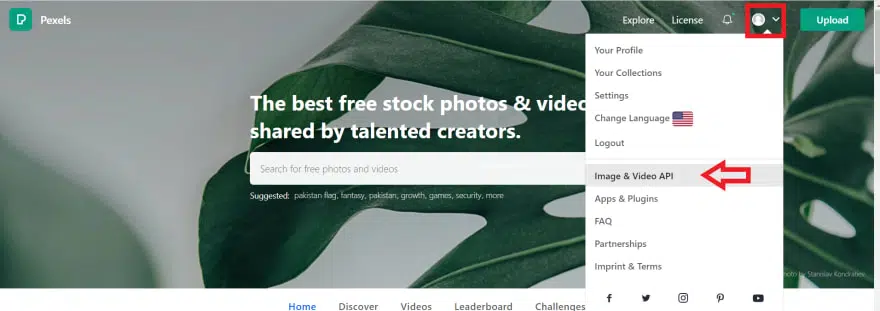 Pexels
Explore
License
Upload
Your Profile
Your Collections
Settings
Change Language
Logout
Image & Video API
Apps & Plugins
FAQ
Partnerships
Imprint & Terms
The best free stock photos & video
shared by talented creators.
Search for free photos and videos
Suggested: pakistan flag, fantasy, pakistan, growth, games, security, more
oto by Stanislav Kondratiev
Home
Discover
Videos
Leaderboard
Challenges